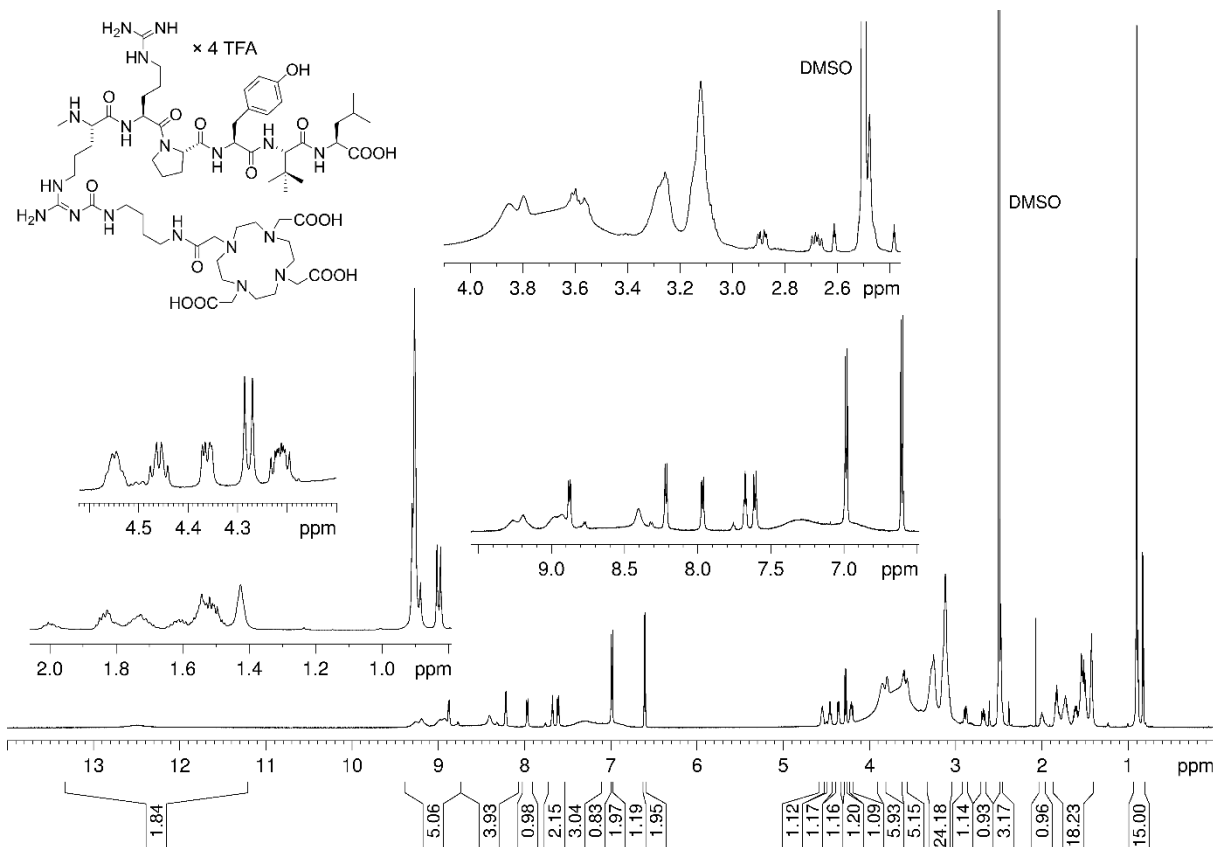 H₂N NH
HN
× 4 TFA
OH
DMSO
H
N O O O H O
N N N N COOH
H O N H O H O
HN O
H₂N N N H
H
N
O
COOH
N N
N N COOH
HOOC
4.0 3.8 3.6 3.4 3.2 3.0 2.8 2.6 ppm
DMSO
4.5 4.4 4.3 ppm
9.0 8.5 8.0 7.5 7.0 ppm
2.0 1.8 1.6 1.4 1.2 1.0 ppm
13 12 11 10 9 8 7 6 5 4 3 2 1 ppm
1.84 5.06 3.93 0.98 2.15 3.04 0.83 1.97 1.19 1.95 1.12 1.17 1.16 1.20 1.09 5.93 5.15 24.18 1.14 0.93 3.17 0.96 18.23 15.00